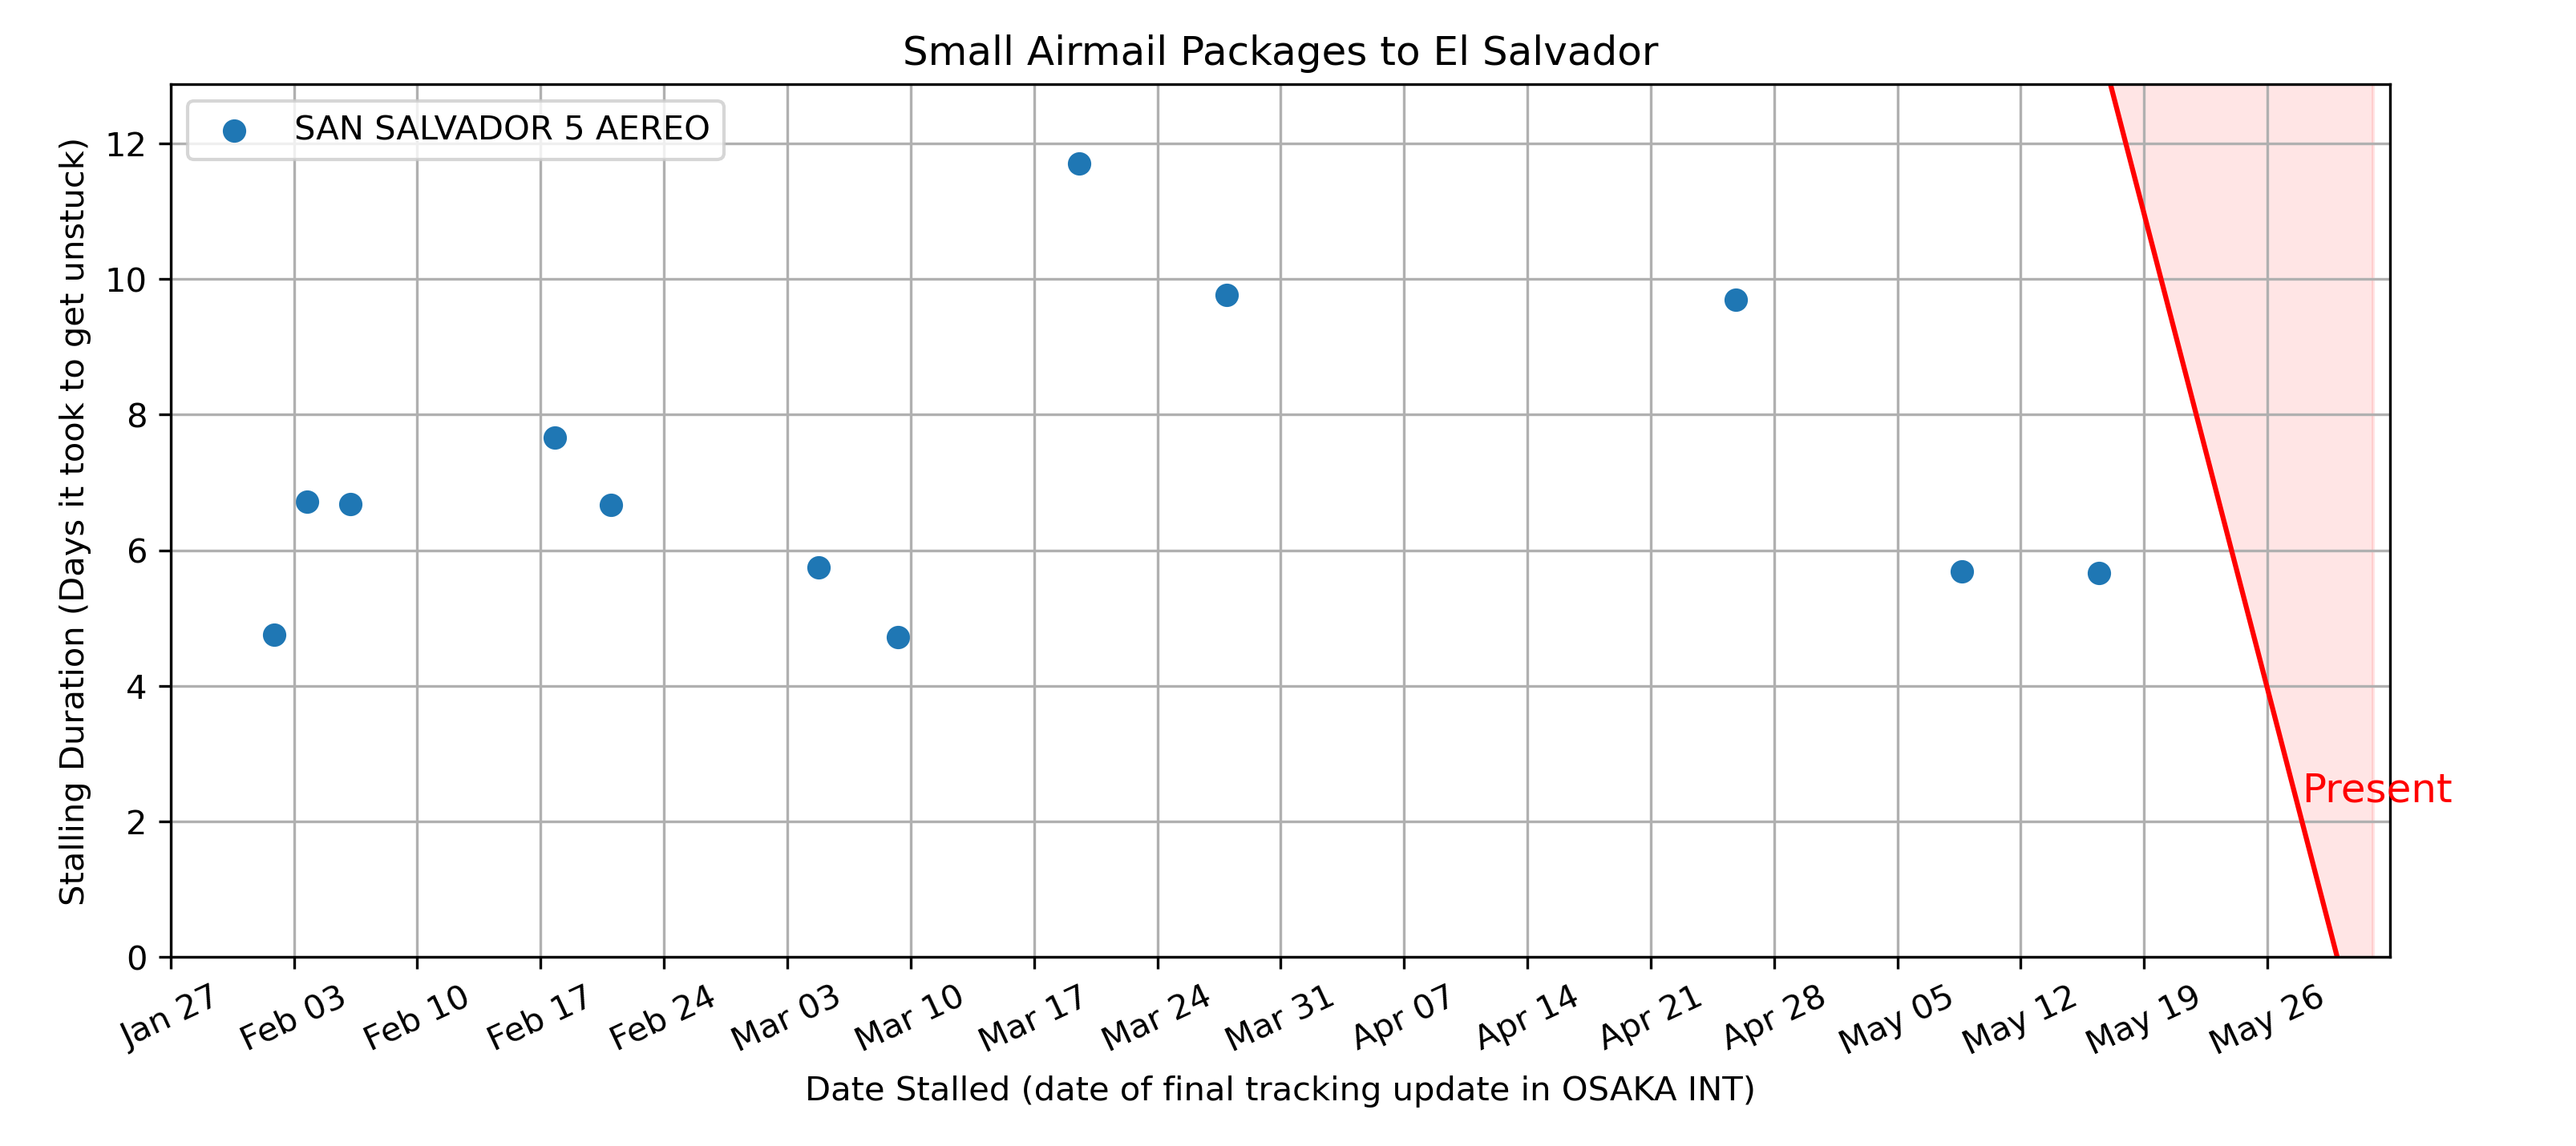 Small Airmail Packages to El Salvador
SAN SALVADOR 5 AEREO
Stalling Duration (Days it took to get unstuck)
12
10
8
6
4
2
0
Present
Jan 27 Feb 03 Feb 10 Feb 17 Feb 24 Mar 03 Mar 10 Mar 17 Mar 24 Mar 31 Apr 07 Apr 14 Apr 21 Apr 28 May 05 May 12 May 19 May 26
Date Stalled (date of final tracking update in OSAKA INT)